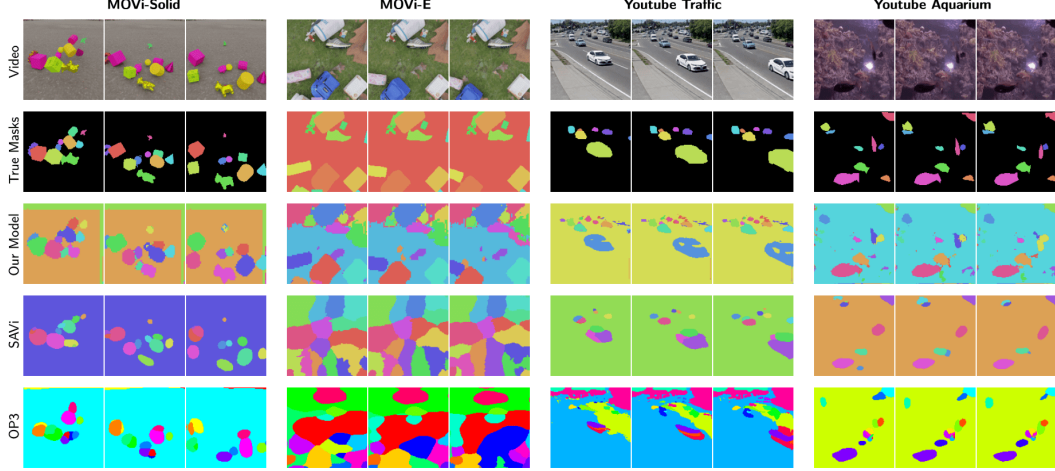 MOVi-Solid MOVi-E Youtube Traffic Youtube Aquarium
Video
True Masks
Our Model
SAVi
OP3